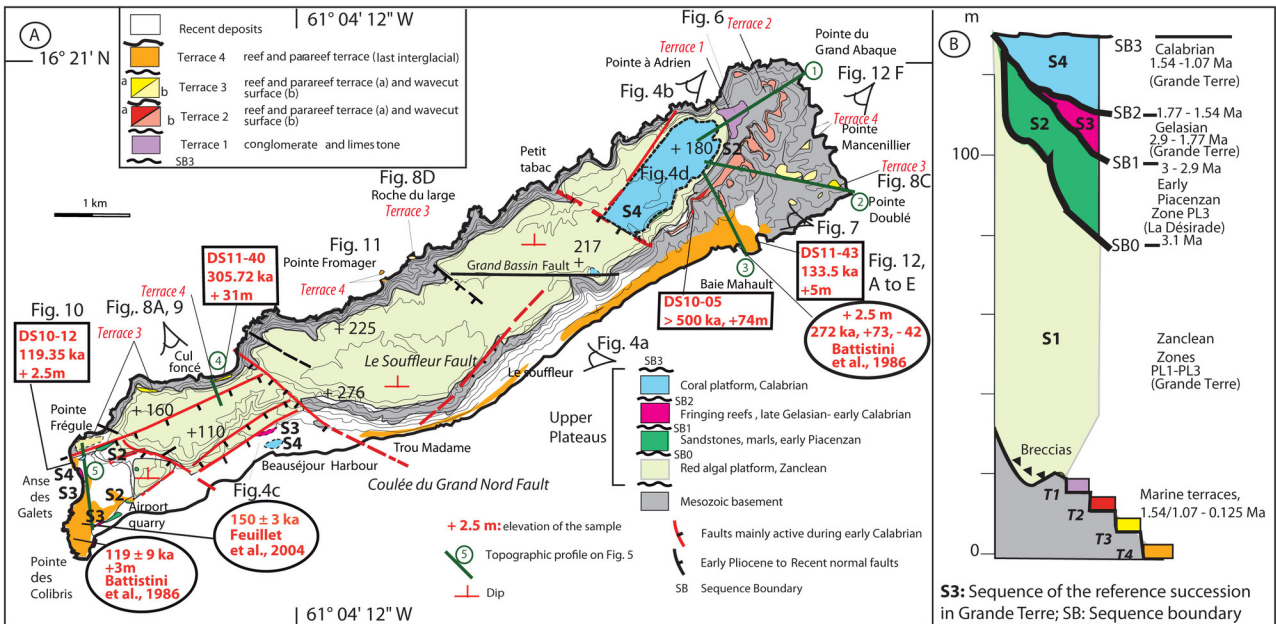 A
61° 04' 12" W
16° 21' N
Recent deposits
Terrace 4 reef and parareef terrace (last interglacial)
a b Terrace 3 reef and parareef terrace (a) and wavecut
surface (b)
a b Terrace 2 reef and parareef terrace (a) and wavecut
surface (b)
Terrace 1 conglomerate and limestone
SB3
1 km
Fig. 6
Terrace 2
Terrace 1
Pointe à Adrien
Pointe du
Grand Abaque
1
Fig. 12 F
Fig. 4b
Terrace 4
Pointe
Mancenillier
Terrace 3
Fig. 8C
2
Pointe
Doublé
Petit
tabac
+ 180
S2
Fig.4d
S4
Fig. 8D
Roche du large
Terrace 3
Fig. 7
217
+
Grand Bassin Fault
3
Baie Mahault
DS11-43
133.5 ka
+5m
Fig. 12,
A to E
DS10-05
> 500 ka, +74m
+ 2.5 m
272 ka, +73, - 42
Battistini
et al., 1986
Fig. 11
Pointe Fromager
Terrace 4
DS11-40
305.72 ka
+ 31m
Terrace 4
Fig,. 8A, 9
Fig. 10
DS10-12
119.35 ka
+ 2.5m
Terrace 3
Cul
foncé
4
+ 225
Le Souffleur Fault
Fig. 4a
Le souffleur
+ 276
+ 160
+110
Pointe
Frégule
S2
S3
S4
Trou Madame
Beauséjour Harbour
Coulée du Grand Nord Fault
S4
5
S3
Anse
des
Galets
S2
S3
Airport
quarry
Fig.4c
150 ± 3 ka
Feuillet
et al., 2004
Pointe
des
Colibris
119 ± 9 ka
+3m
Battistini
et al., 1986
61° 04' 12" W
Upper
Plateaus
SB3
Coral platform, Calabrian
SB2
Fringing reefs , late Gelasian- early Calabrian
SB1
Sandstones, marls, early Piacenzan
SB0
Red algal platform, Zanclean
Mesozoic basement
+ 2.5 m: elevation of the sample
5 Topographic profile on Fig. 5
Dip
Faults mainly active during early Calabrian
Early Pliocene to Recent normal faults
SB Sequence Boundary
B
m
100
0
S4
S2
S3
S1
SB3
Calabrian
1.54 -1.07 Ma
(Grande Terre)
SB2
1.77 - 1.54 Ma
Gelasian
2.9 - 1.77 Ma
(Grande Terre)
SB1
3 - 2.9 Ma
Early
Piacenzan
Zone PL3
(La Désirade)
SB0
3.1 Ma
Zanclean
Zones
PL1-PL3
(Grande Terre)
Breccias
T1
T2
T3
T4
Marine terraces,
1.54/1.07 - 0.125 Ma
S3: Sequence of the reference succession
in Grande Terre; SB: Sequence boundary